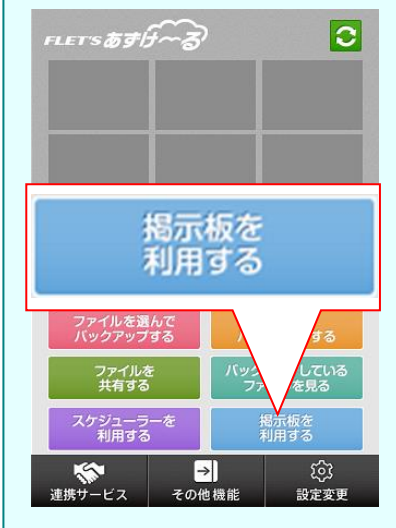 FLET'S あずけ〜る
掲示板を
利用する
ファイルを選んで
バックアップする
する
ファイルを
共有する
バック
している
ファ
を見る
スケジューラーを
利用する
掲示板を
利用する
連携サービス
その他機能
設定変更